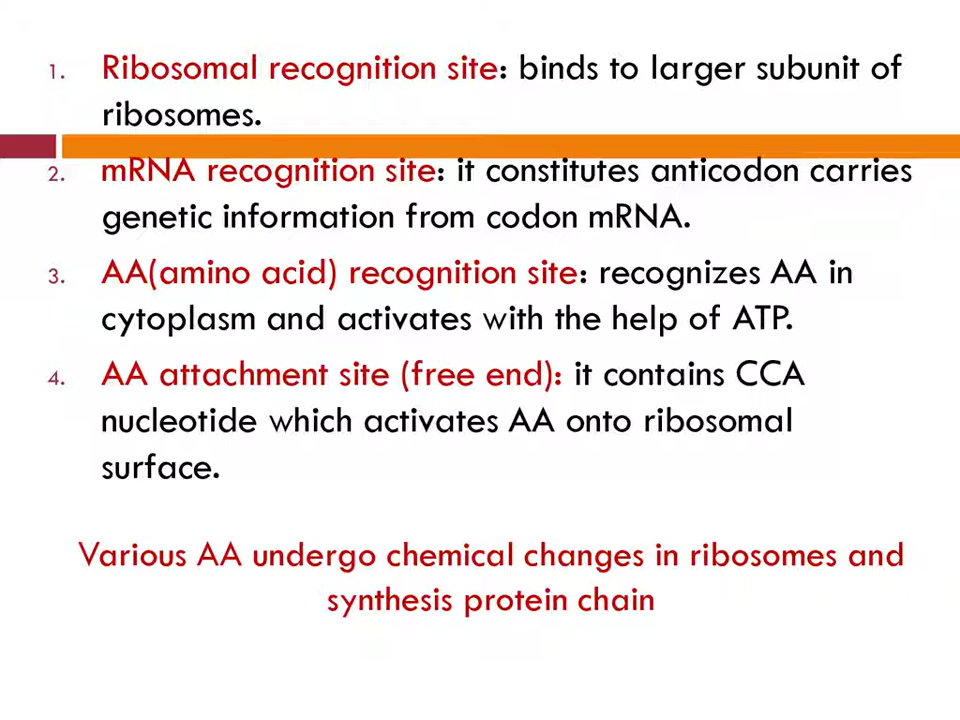 1. Ribosomal recognition site: binds to larger subunit of
ribosomes.
2. mRNA recognition site: it constitutes anticodon carries
genetic information from codon mRNA.
3. AA(amino acid) recognition site: recognizes AA in
cytoplasm and activates with the help of ATP.
4. AA attachment site (free end): it contains CCA
nucleotide which activates AA onto ribosomal
surface.
Various AA undergo chemical changes in ribosomes and
synthesis protein chain